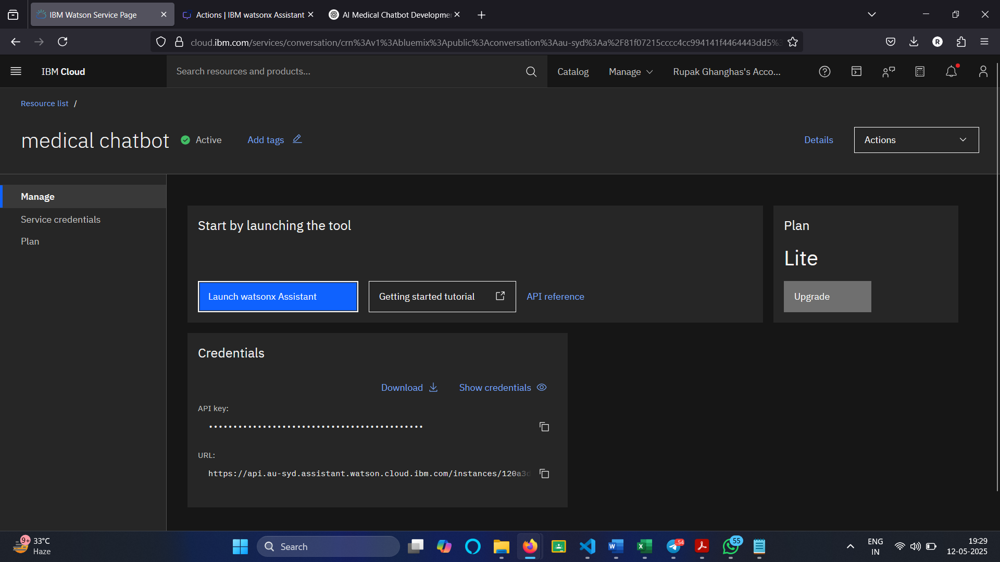 IBM Watson Service Page
Actions | IBM watsonx Assistant
AI Medical Chatbot Developme
cloud.ibm.com/services/conversation/crn%3Av1%3Abluemix%3Apublic%3Aconversation%3Aau-syd%3Aa%2F81f07215cccc4cc994141f4464443dd5%3
R
IBM Cloud
Search resources and products...
Catalog
Manage
Rupak Ghanghas's Acco...
Resource list /
medical chatbot
Active
Add tags
Details
Actions
Manage
Service credentials
Plan
Start by launching the tool
Launch watsonx Assistant
Getting started tutorial
API reference
Plan
Lite
Upgrade
Credentials
Download
Show credentials
API key:
•••••••••••••••••••••••••••••••••••••••••••
URL:
https://api.au-syd.assistant.watson.cloud.ibm.com/instances/120a3d
9+
33°C
Haze
Search
54
55
ENG
IN
19:29
12-05-2025